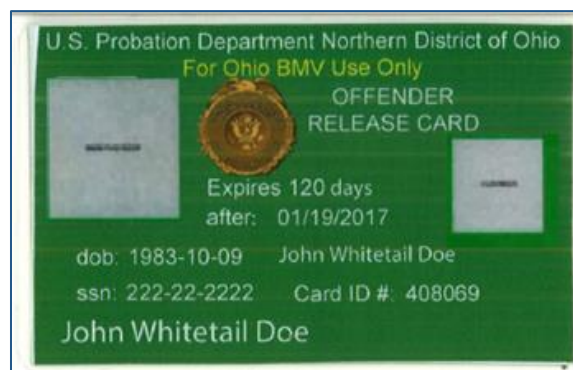 U.S. Probation Department Northern District of Ohio
For Ohio BMV Use Only
OFFENDER
RELEASE CARD
Expires 120 days
after: 01/19/2017
dob: 1983-10-09 John Whitetail Doe
ssn: 222-22-2222 Card ID #: 408069
John Whitetail Doe